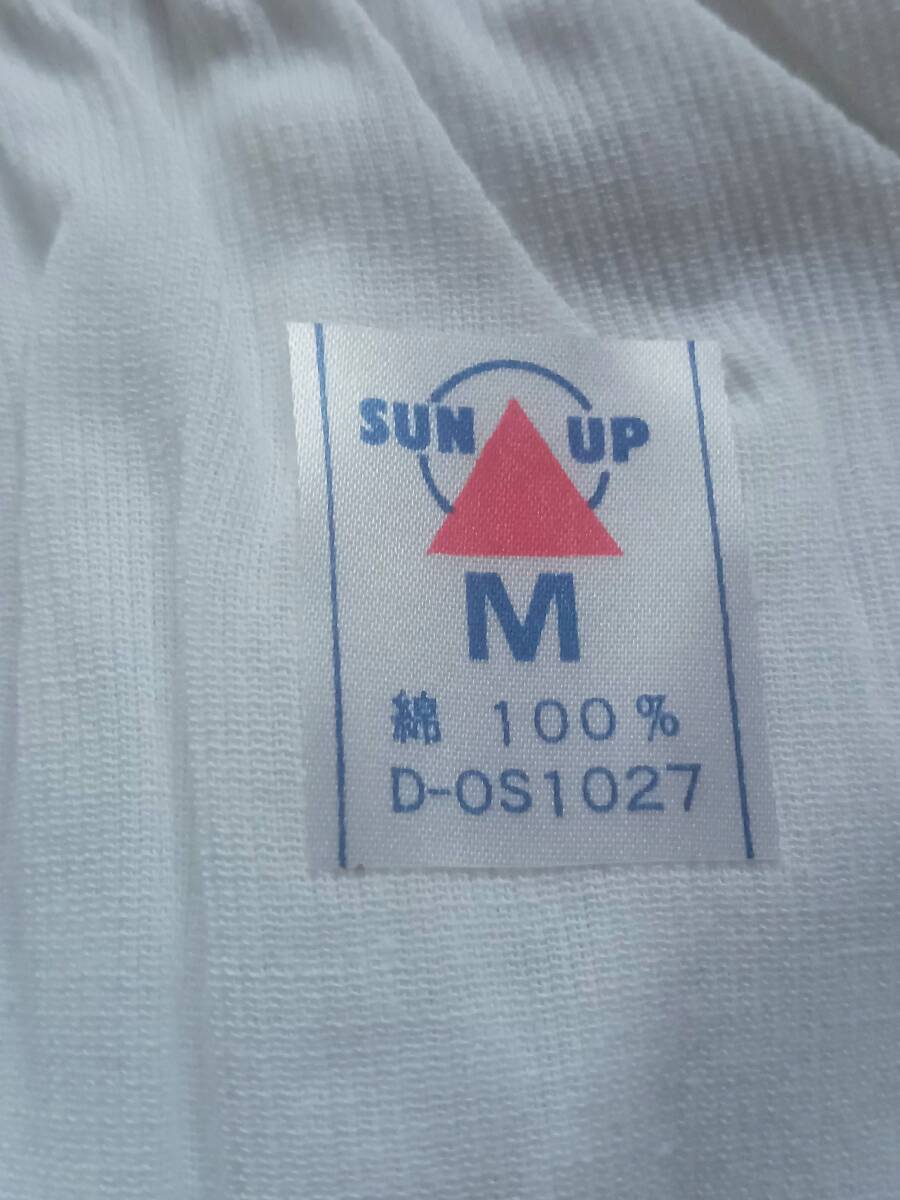 SUN UP
M
綿 100%
D-OS1027